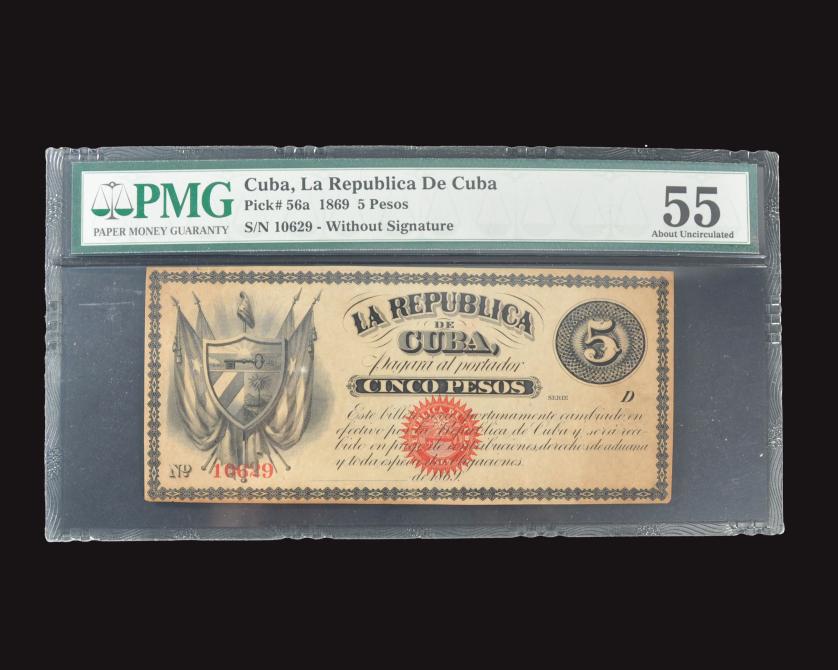 PMG
PAPER MONEY GUARANTY
Cuba, La Republica De Cuba
Pick# 56a 1869 5 Pesos
S/N 10629 - Without Signature
55
About Uncirculated
LA REPUBLICA
DE
CUBA,
Pagará al portador
CINCO PESOS
5
SERIE D
Este billete será oportunamente cambiado en
efectivo por la República de Cuba y será reci-
bido en pago de contribuciones, derechos de aduana
y toda especie de obligaciones.
de 1869.
No 10629